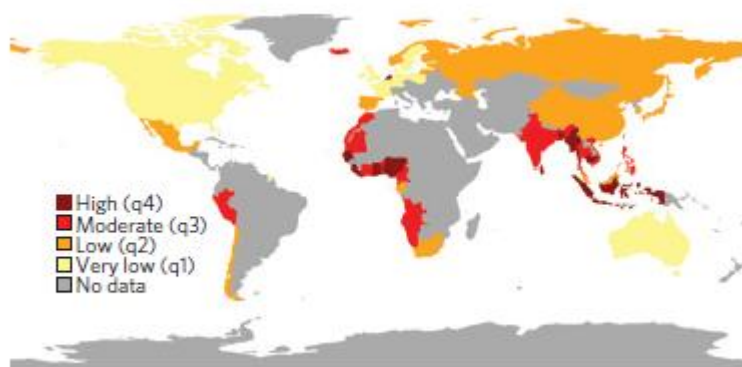 High (q4)
Moderate (q3)
Low (q2)
Very low (q1)
No data